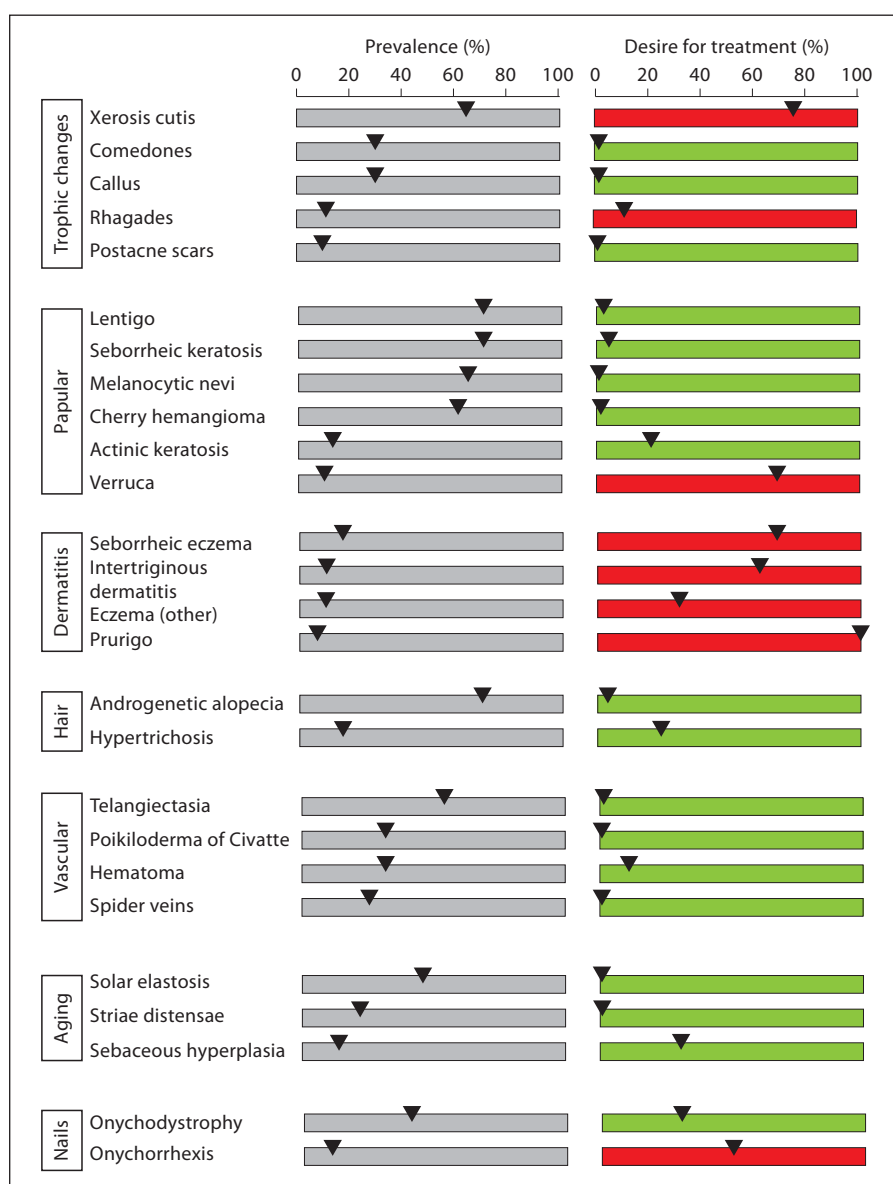 Prevalence (%) Desire for treatment (%)
0 20 40 60 80 100 0 20 40 60 80 100
Trophic changes
Xerosis cutis
Comedones
Callus
Rhagades
Postacne scars
Papular
Lentigo
Seborrheic keratosis
Melanocytic nevi
Cherry hemangioma
Actinic keratosis
Verruca
Dermatitis
Seborrheic eczema
Intertriginous
dermatitis
Eczema (other)
Prurigo
Hair
Androgenetic alopecia
Hypertrichosis
Vascular
Telangiectasia
Poikiloderma of Civatte
Hematoma
Spider veins
Aging
Solar elastosis
Striae distensae
Sebaceous hyperplasia
Nails
Onychodystrophy
Onychorrhexis